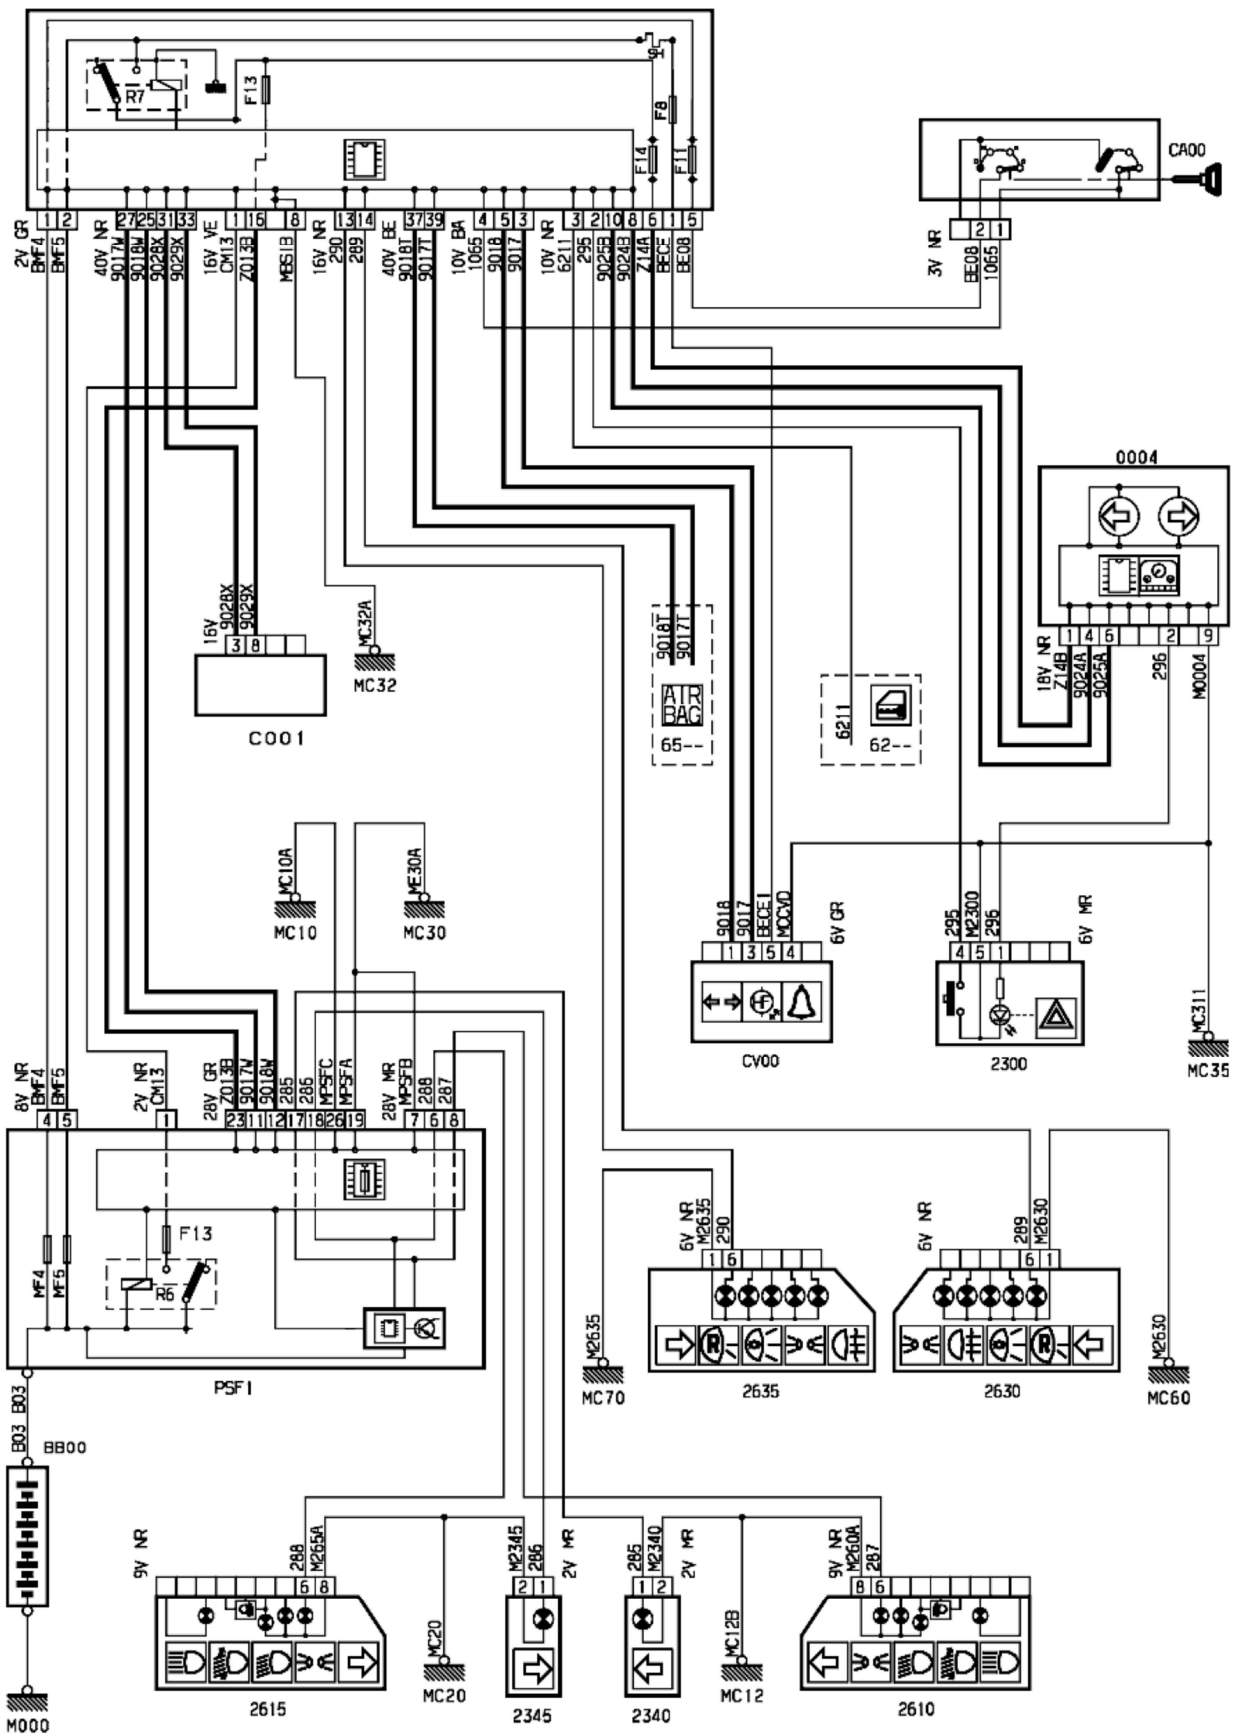 SH
R7
F13
F8
F14
F11
CA00
1 2 27 25 31 33 1 16 8 13 14 37 39 4 5 3 3 2 10 8 6 1 5
2V GR
BMF4
BMF5
40V NR
9017W
9018W
9028X
9029X
16V VE
CM13
Z013B
MBSIB
16V NR
290
289
40V BE
9018T
9017T
10V BA
1065
9018
9017
10V NR
6211
295
9025B
9024B
Z14A
BECE
BE08
2 1
3V NR
BE08
1065
0004
1 4 6 2 9
18V NR
Z14B
9024A
9025A
296
M0004
16V
9028X
9029X
3 8
C001
MC32A
MC32
9018T
9017T
AIR
BAG
65--
6211
62--
MC10A
MC10
ME30A
MC30
9018
9017
BECE1
MCCVD
6V GR
1 3 5 4
HF
CV00
295
M2300
296
6V MR
4 5 1
2300
MC311
MC35
8V NR
BMF4
BMF5
2V NR
CM13
28V GR
Z013B
9017W
9018W
285
286
MPSFC
MPSFA
28V MR
MPSFB
288
287
4 5 1 23 11 12 17 18 26 19 7 6 8
F13
MF4
MF5
R6
PSF1
6V NR
M2635
290
1 6
R
2635
M2635
MC70
6V NR
289
M2630
6 1
R
2630
M2630
MC60
B03
B03
BB00
M000
9V NR
288
M265A
6 8
2615
MC20
MC20
M2345
286
2V MR
2 1
2345
285
M2340
2V MR
1 2
2340
MC12B
MC12
9V NR
M260A
287
8 6
2610